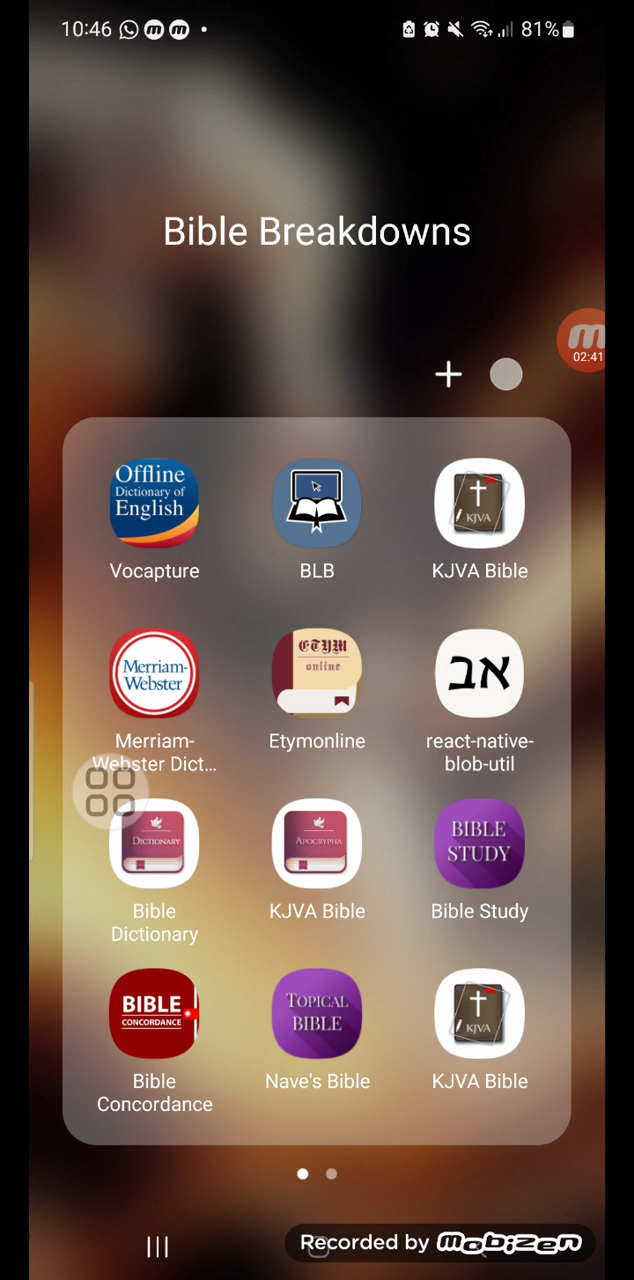 10:46
81%
Bible Breakdowns
02:41
Offline
Dictionary of
English
Vocapture
BLB
KJVA
KJVA Bible
Merriam-
Webster
Merriam-
Webster Dict...
ETYM
online
Etymonline
אב
react-native-
blob-util
DICTIONARY
Bible
Dictionary
APOCRYPHA
KJVA Bible
BIBLE
STUDY
Bible Study
BIBLE
CONCORDANCE
Bible
Concordance
TOPICAL
BIBLE
Nave's Bible
KJVA
KJVA Bible
Recorded by mobizen